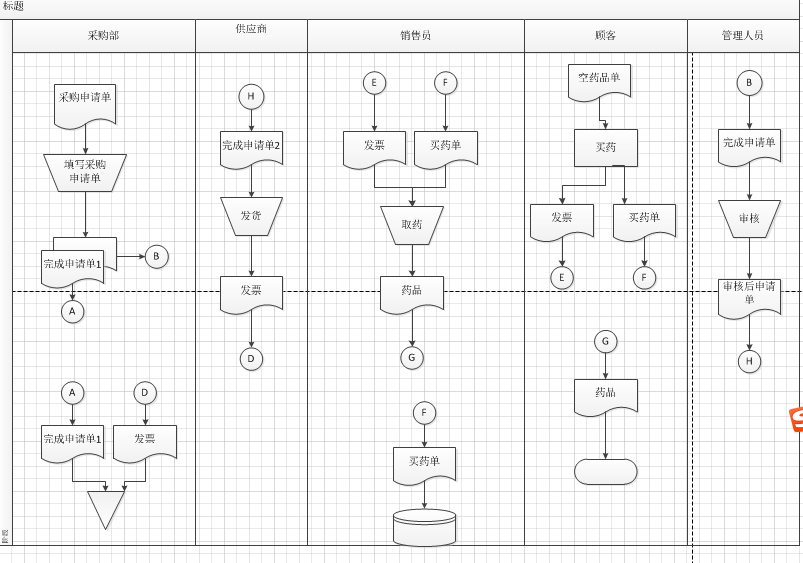 标题
采购部
供应商
销售员
顾客
管理人员
采购申请单
填写采购
申请单
完成申请单1
B
A
A
D
完成申请单1
发票
H
完成申请单2
发货
发票
D
E
F
发票
买药单
取药
药品
G
F
买药单
空药品单
买药
发票
买药单
E
F
G
药品
B
完成申请单
审核
审核后申请
单
H
阶段